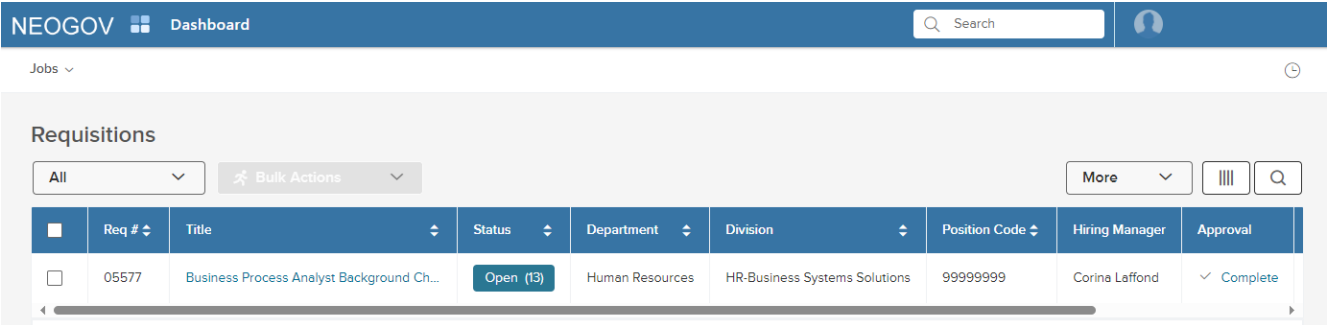 NEOGOV Dashboard Search
Jobs
Requisitions
All Bulk Actions More
Req # Title Status Department Division Position Code Hiring Manager Approval
05577 Business Process Analyst Background Ch... Open (13) Human Resources HR-Business Systems Solutions 99999999 Corina Laffond Complete